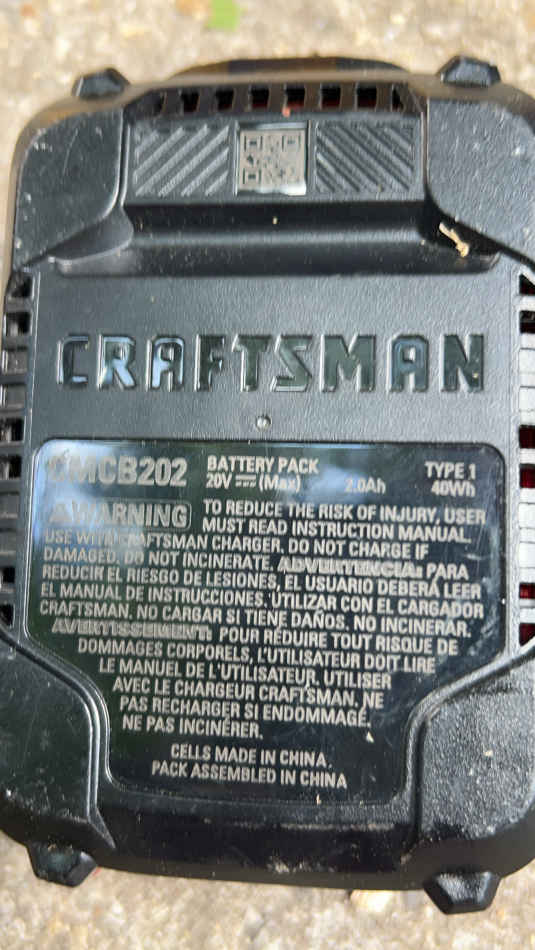 CRAFTSMAN
CMCB202 BATTERY PACK TYPE 1
20V ⎓ (Max) 2.0Ah 40Wh
⚠WARNING TO REDUCE THE RISK OF INJURY, USER
MUST READ INSTRUCTION MANUAL.
USE WITH CRAFTSMAN CHARGER. DO NOT CHARGE IF
DAMAGED. DO NOT INCINERATE. ADVERTENCIA: PARA
REDUCIR EL RIESGO DE LESIONES, EL USUARIO DEBERÁ LEER
EL MANUAL DE INSTRUCCIONES. UTILIZAR CON EL CARGADOR
CRAFTSMAN. NO CARGAR SI TIENE DAÑOS. NO INCINERAR.
AVERTISSEMENT: POUR RÉDUIRE TOUT RISQUE DE
DOMMAGES CORPORELS, L'UTILISATEUR DOIT LIRE
LE MANUEL DE L'UTILISATEUR. UTILISER
AVEC LE CHARGEUR CRAFTSMAN. NE
PAS RECHARGER SI ENDOMMAGÉ.
NE PAS INCINÉRER.
CELLS MADE IN CHINA.
PACK ASSEMBLED IN CHINA